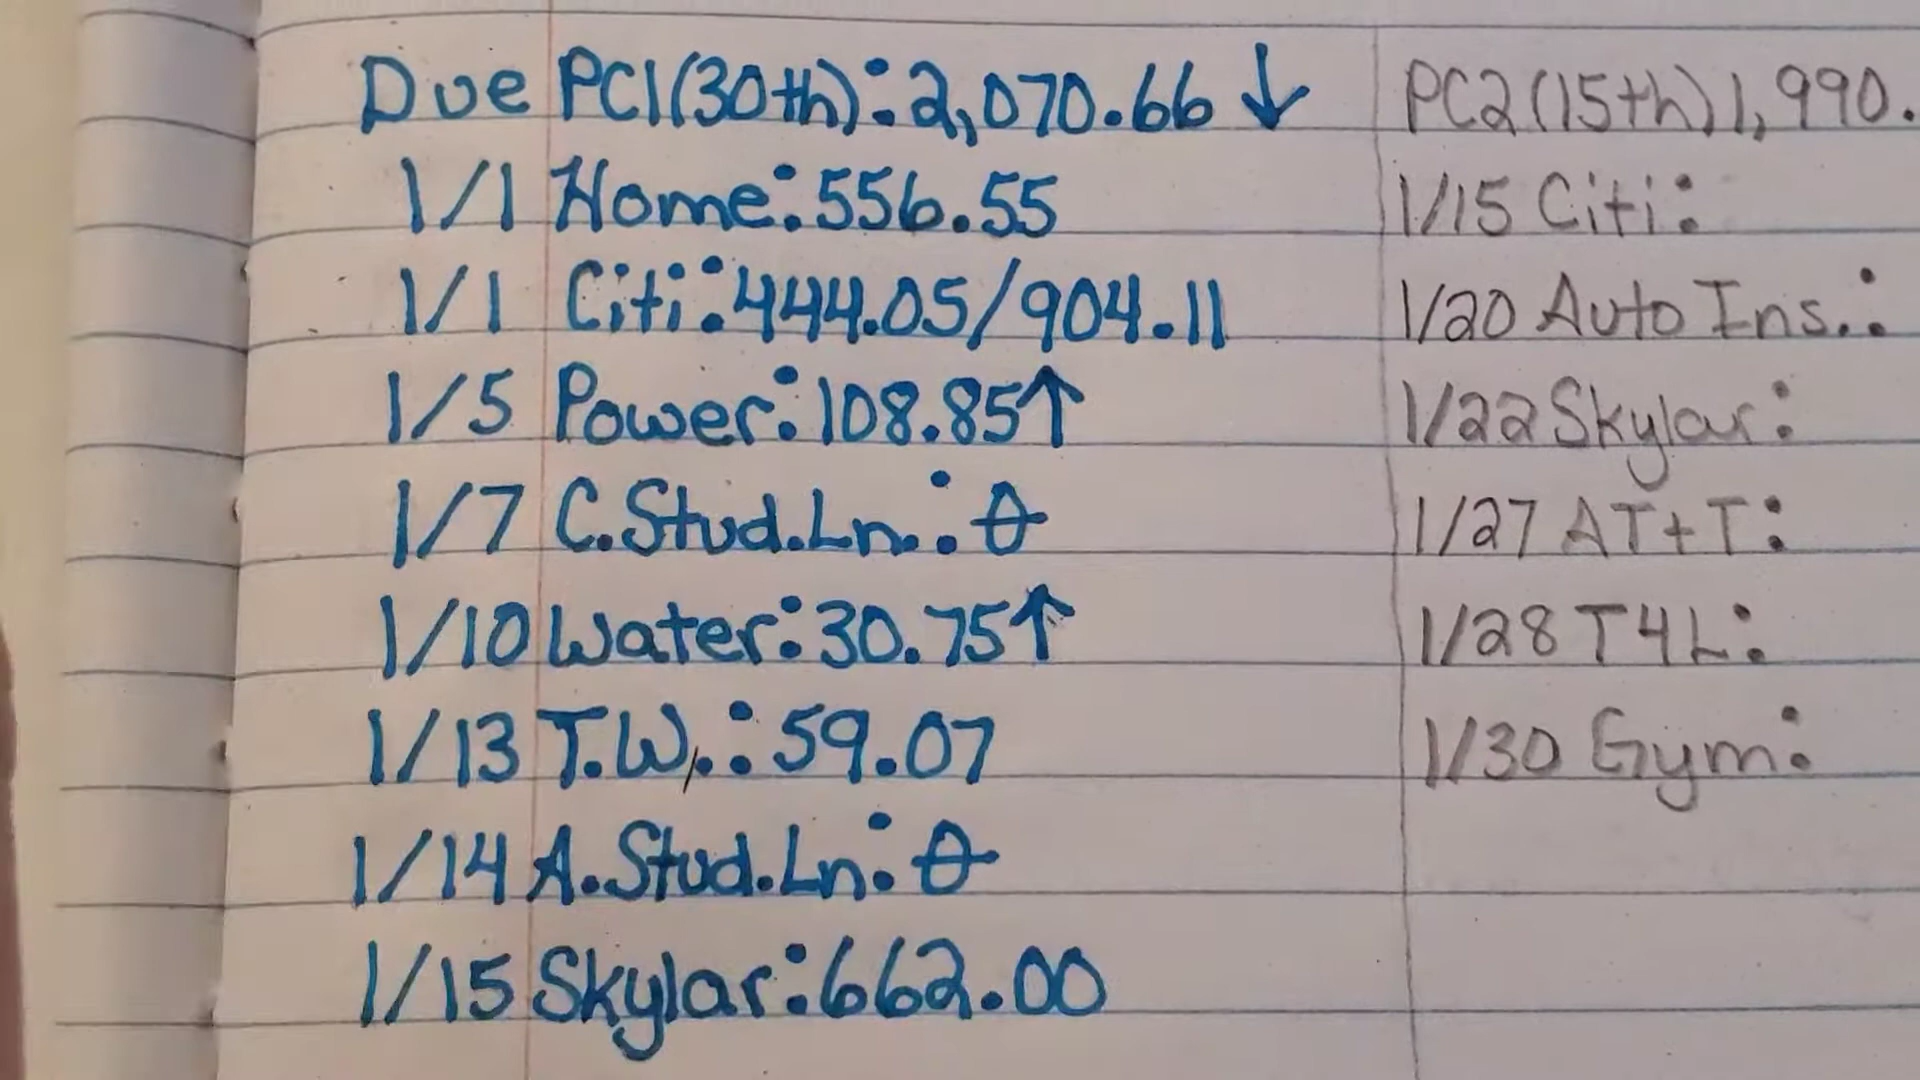 Due PC1(30th): 2,070.66 ↓
1/1 Home: 556.55
1/1 Citi: 444.05/904.11
1/5 Power: 108.85↑
1/7 C.Stud.Ln.: 0
1/10 Water: 30.75↑
1/13 T.W.: 59.07
1/14 A.Stud.Ln: 0
1/15 Skylar: 662.00
PC2(15th) 1,990.
1/15 Citi:
1/20 Auto Ins.:
1/22 Skylar:
1/27 AT+T:
1/28 T4L:
1/30 Gym: